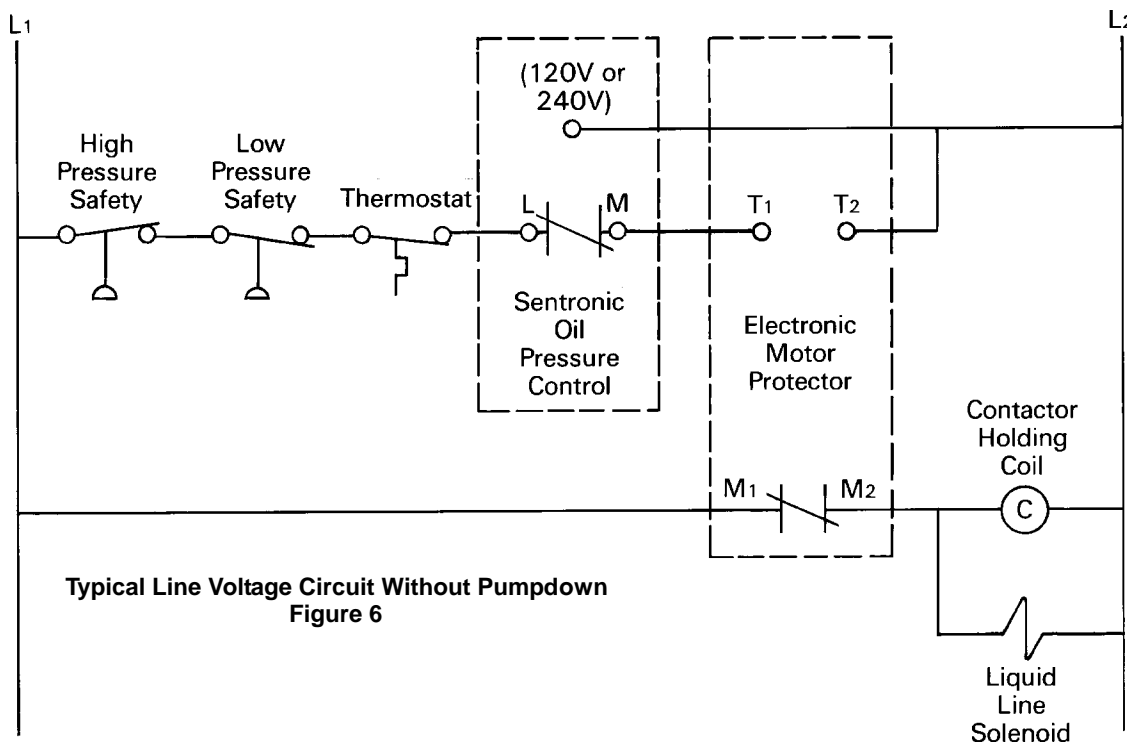 L1
L2
(120V or
240V)
High
Pressure
Safety
Low
Pressure
Safety
Thermostat
L
M
T1
T2
Sentronic
Oil
Pressure
Control
Electronic
Motor
Protector
Contactor
Holding
Coil
M1
M2
C
Typical Line Voltage Circuit Without Pumpdown
Figure 6
Liquid
Line
Solenoid